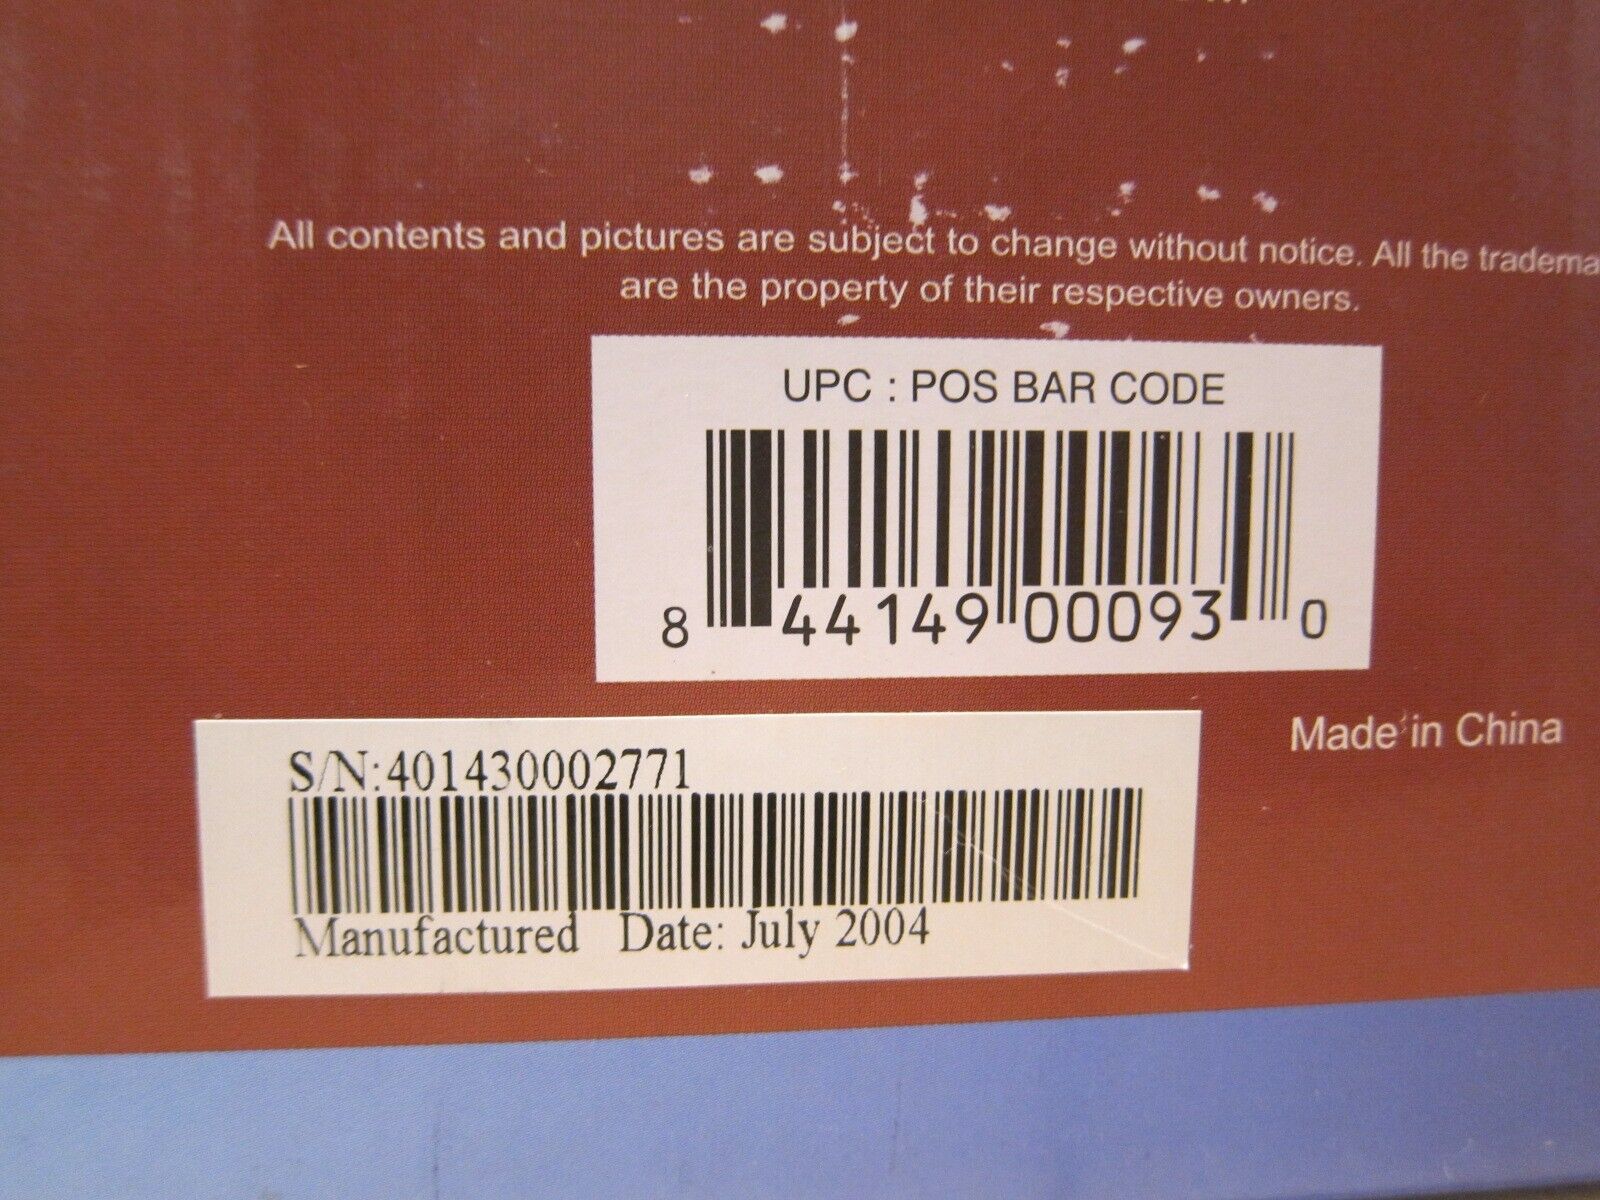 All contents and pictures are subject to change without notice. All the tradema
are the property of their respective owners.
UPC : POS BAR CODE
8 44149 00093 0
Made in China
S/N:401430002771
Manufactured Date: July 2004